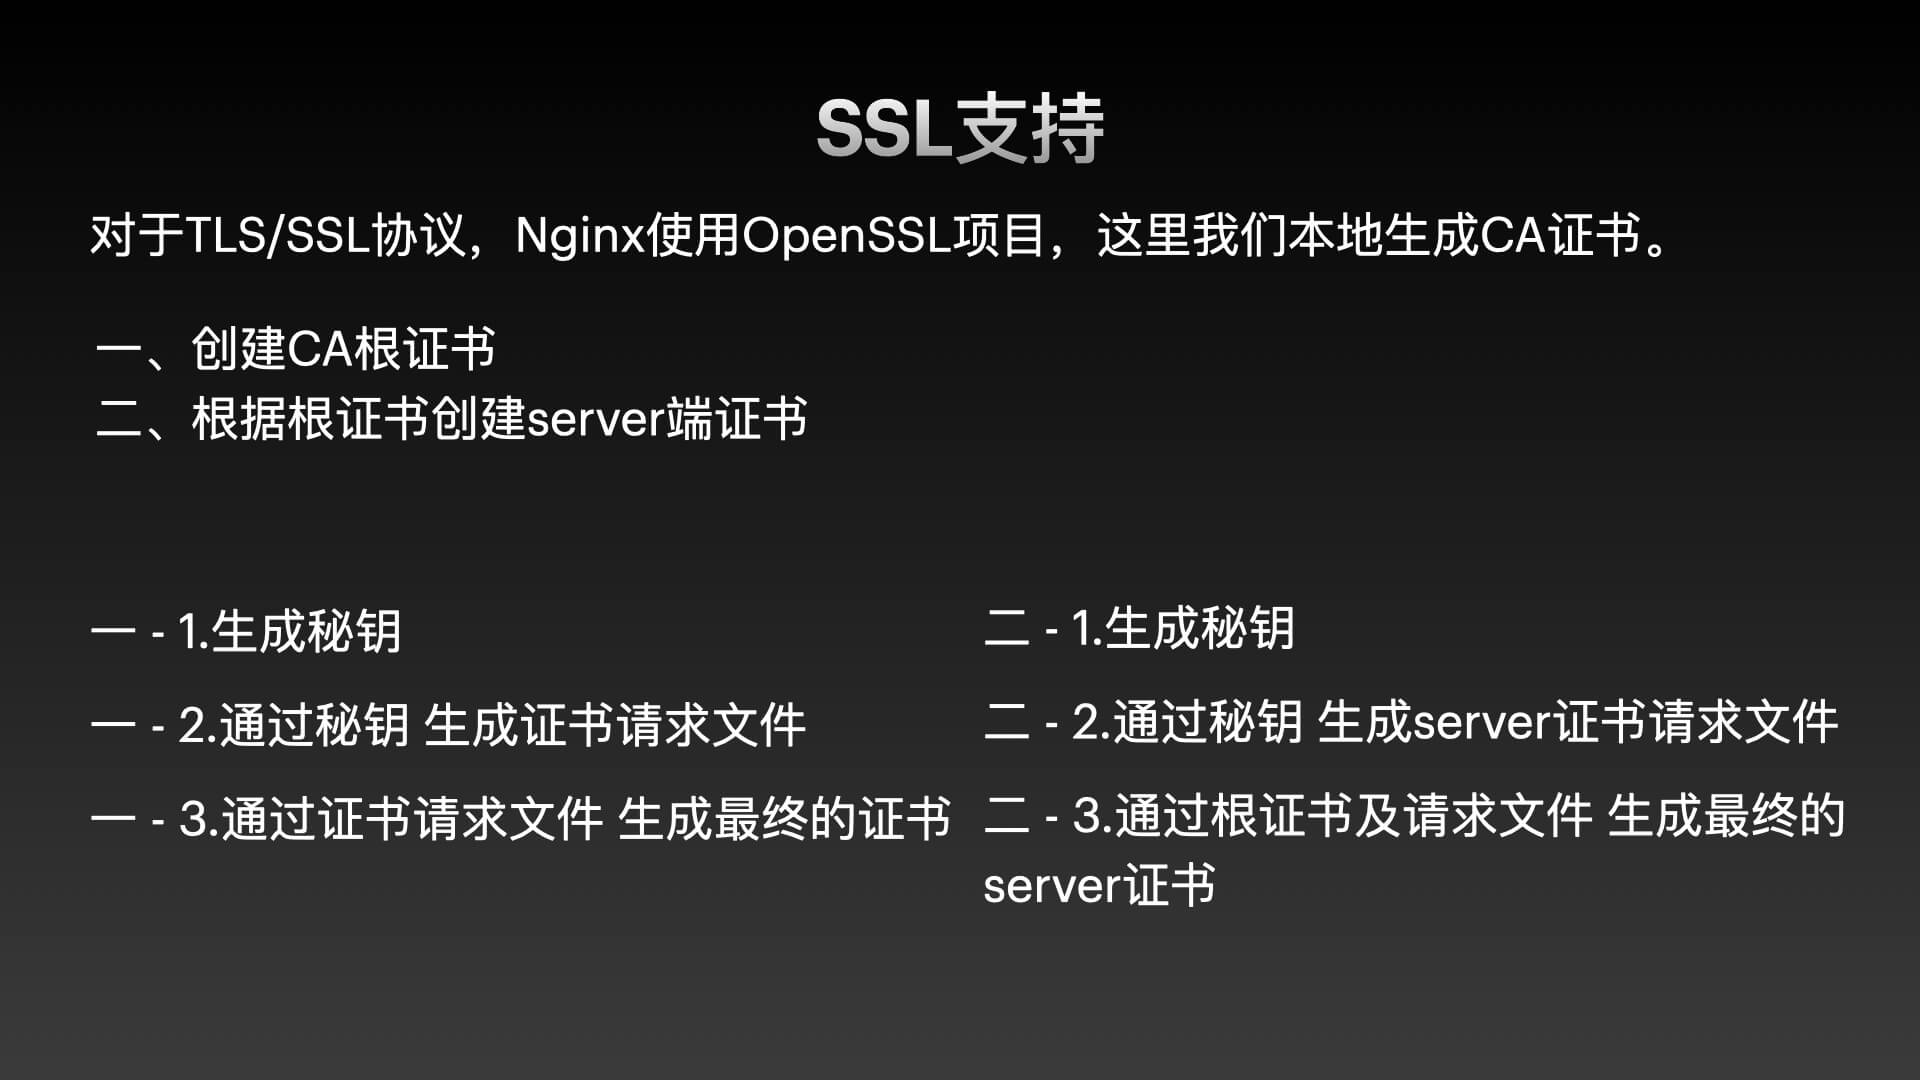 SSL支持
对于TLS/SSL协议，Nginx使用OpenSSL项目，这里我们本地生成CA证书。
一、创建CA根证书
二、根据根证书创建server端证书
一 - 1.生成秘钥
一 - 2.通过秘钥 生成证书请求文件
一 - 3.通过证书请求文件 生成最终的证书
二 - 1.生成秘钥
二 - 2.通过秘钥 生成server证书请求文件
二 - 3.通过根证书及请求文件 生成最终的
server证书